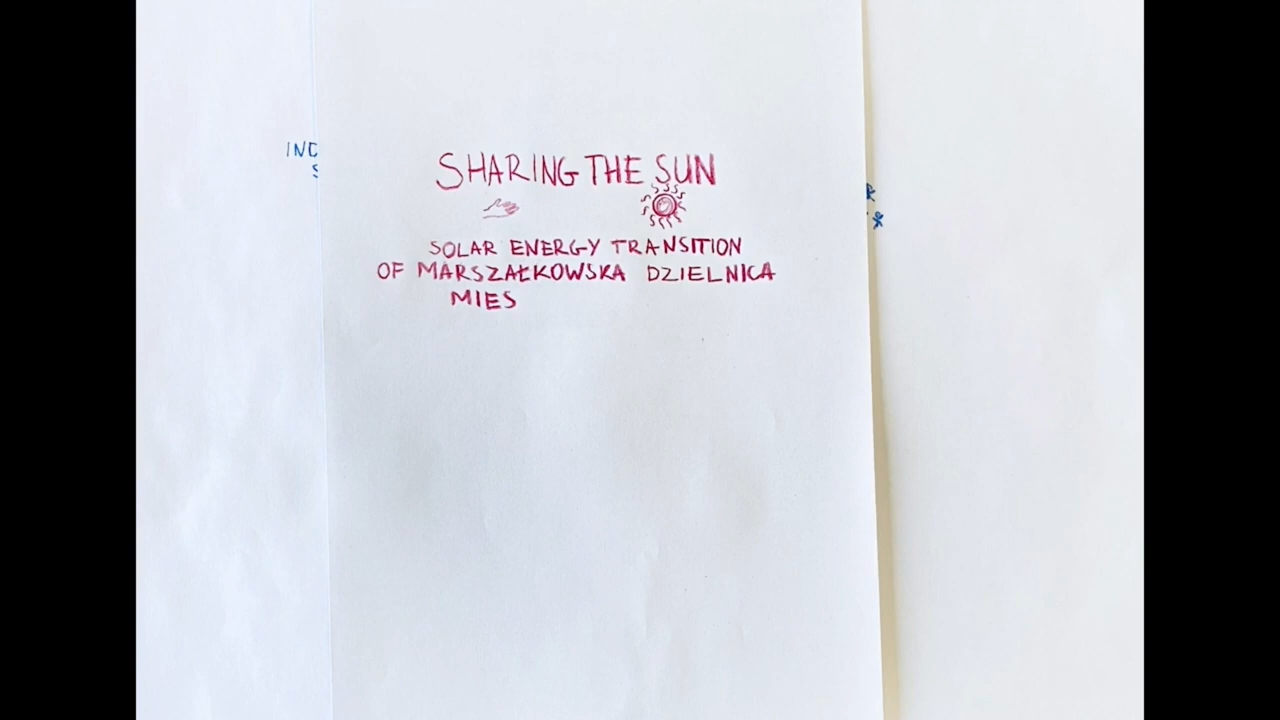 SHARING THE SUN
SOLAR ENERGY TRANSITION
OF MARSZAŁKOWSKA DZIELNICA
MIES